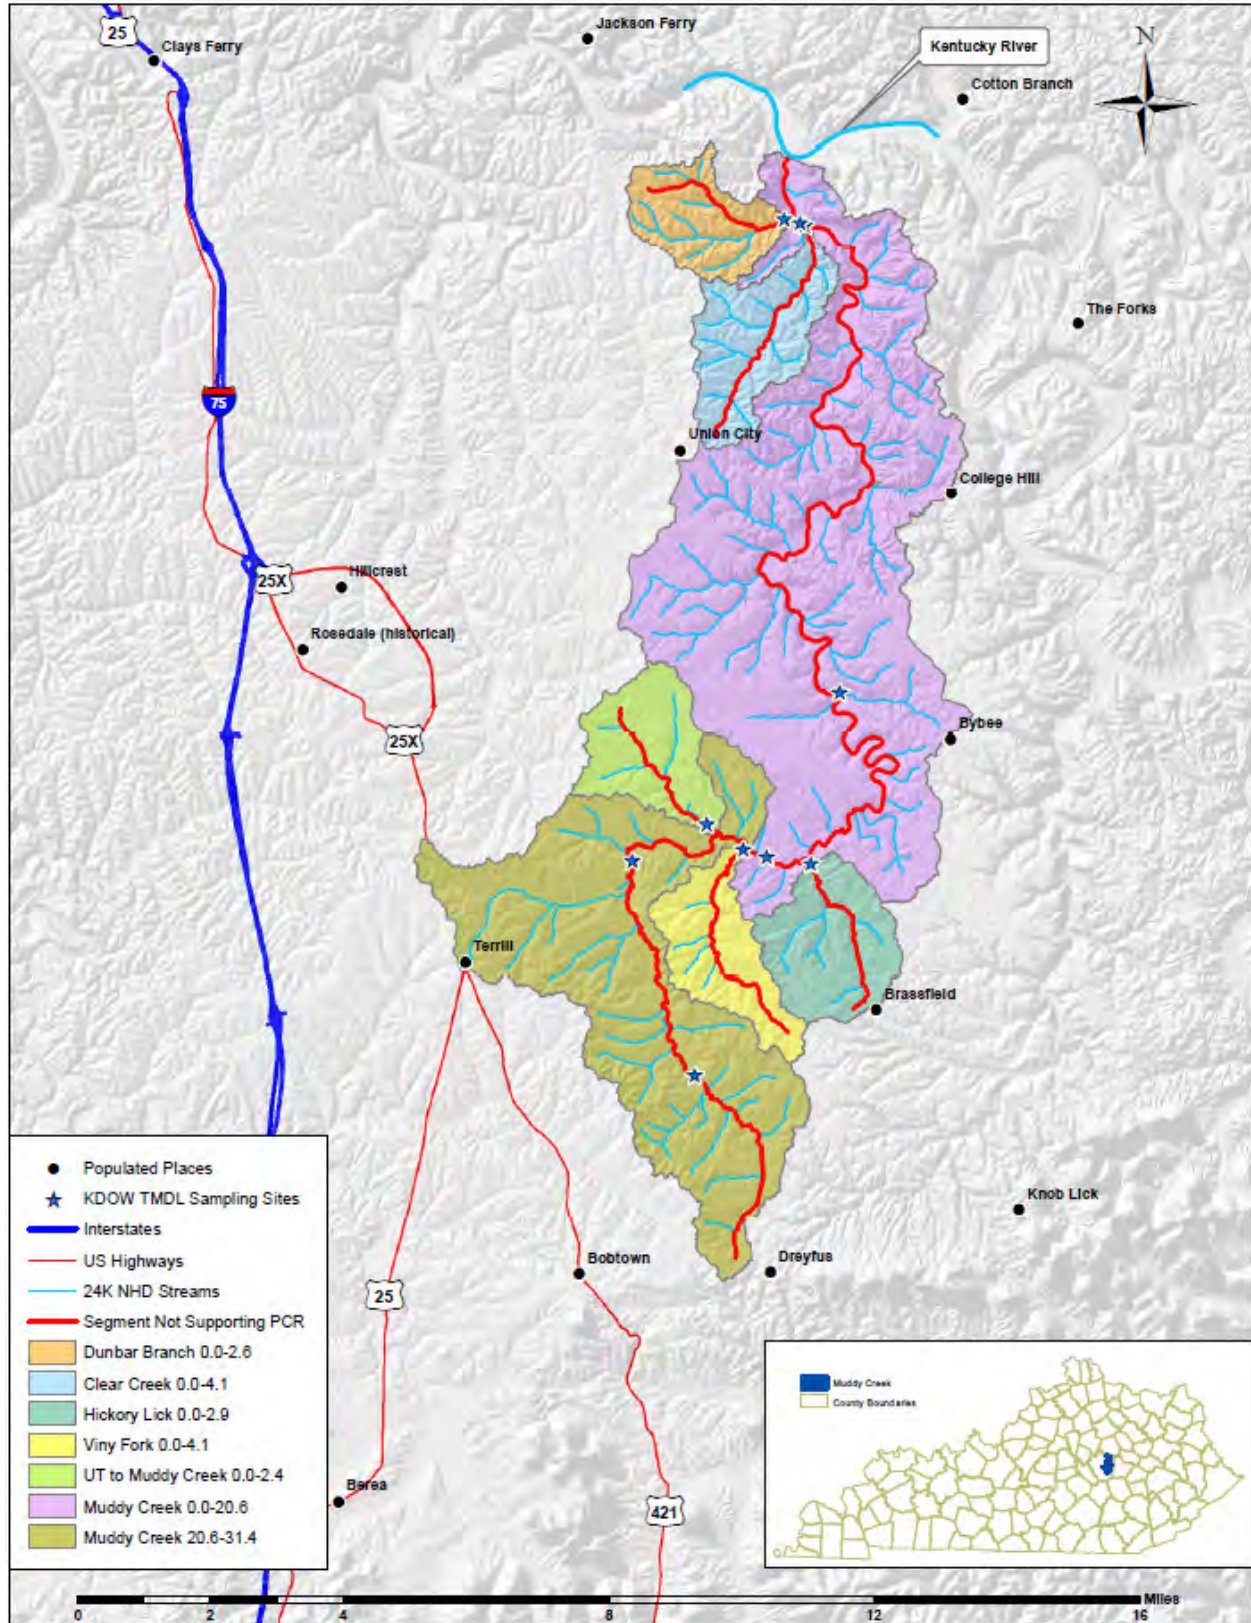 25
Clays Ferry
Jackson Ferry
Kentucky River
N
Cotton Branch
The Forks
75
Union City
College Hill
25X
Hillcrest
Rosedale (historical)
25X
Bybee
Terrill
Brassfield
Knob Lick
Bobtown
Dreyfus
25
Berea
421
Populated Places
KDOW TMDL Sampling Sites
Interstates
US Highways
24K NHD Streams
Segment Not Supporting PCR
Dunbar Branch 0.0-2.6
Clear Creek 0.0-4.1
Hickory Lick 0.0-2.9
Viny Fork 0.0-4.1
UT to Muddy Creek 0.0-2.4
Muddy Creek 0.0-20.6
Muddy Creek 20.6-31.4
Muddy Creek
County Boundaries
Miles
0 2 4 8 12 16